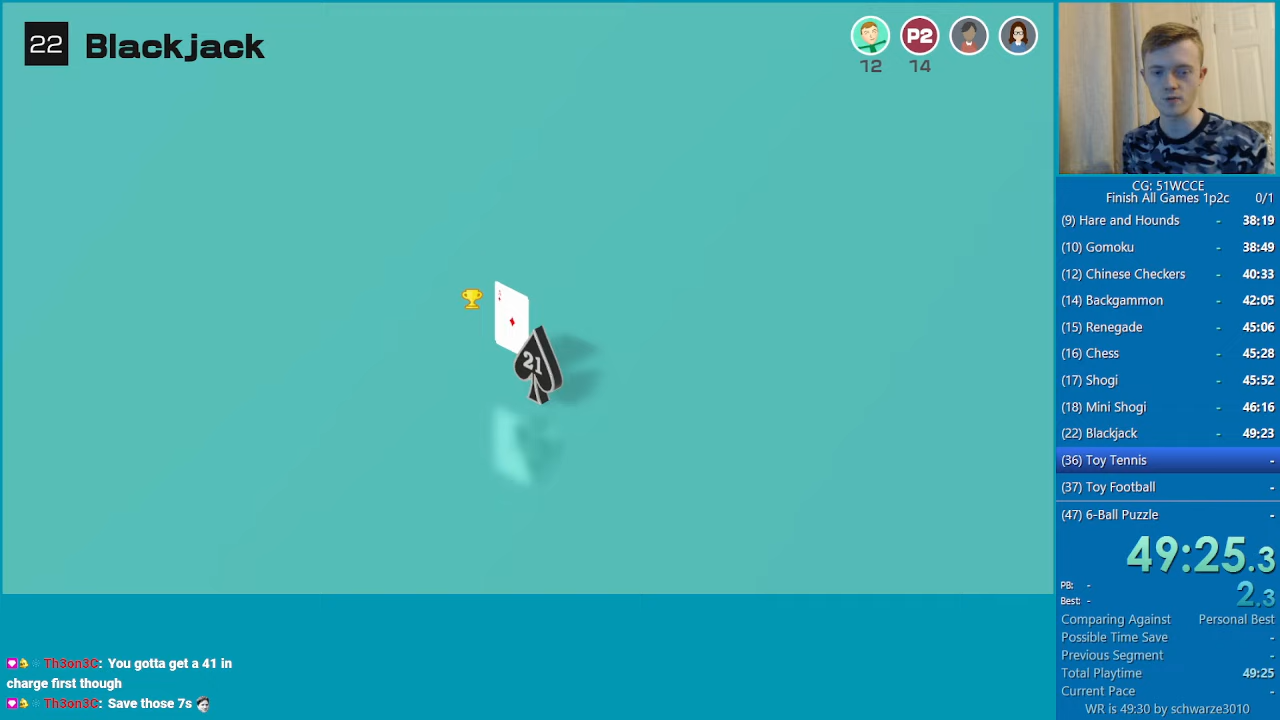 22 Blackjack
P2
12 14
21
CG: 51WCCE
Finish All Games 1p2c 0/1
(9) Hare and Hounds - 38:19
(10) Gomoku - 38:49
(12) Chinese Checkers - 40:33
(14) Backgammon - 42:05
(15) Renegade - 45:06
(16) Chess - 45:28
(17) Shogi - 45:52
(18) Mini Shogi - 46:16
(22) Blackjack - 49:23
(36) Toy Tennis -
(37) Toy Football -
(47) 6-Ball Puzzle -
49:25.3
PB: -
Best: - 2.3
Comparing Against Personal Best
Possible Time Save -
Previous Segment -
Total Playtime 49:25
Current Pace -
WR is 49:30 by schwarze3010
Th3on3C: You gotta get a 41 in
charge first though
Th3on3C: Save those 7s